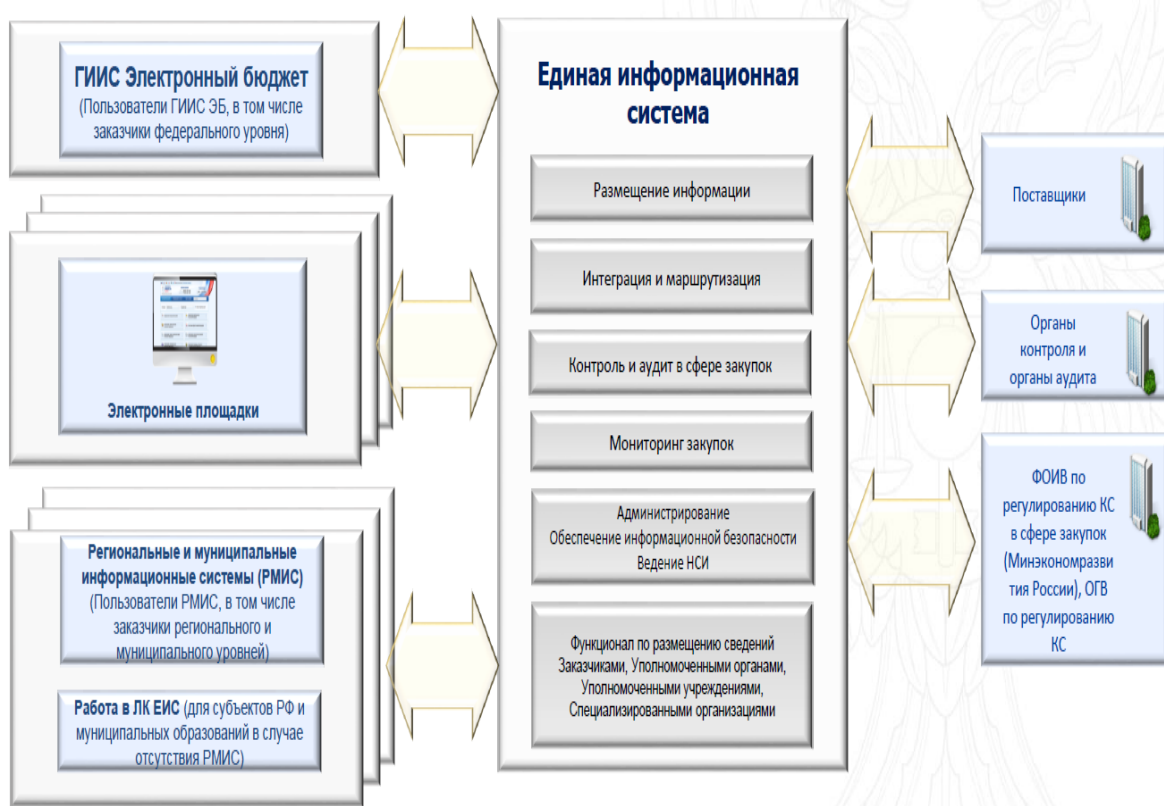 ГИИС Электронный бюджет
(Пользователи ГИИС ЭБ, в том числе
заказчики федерального уровня)
Электронные площадки
Региональные и муниципальные
информационные системы (РМИС)
(Пользователи РМИС, в том числе
заказчики регионального и
муниципального уровней)
Работа в ЛК ЕИС (для субъектов РФ и
муниципальных образований в случае
отсутствия РМИС)
Единая информационная
система
Размещение информации
Интеграция и маршрутизация
Контроль и аудит в сфере закупок
Мониторинг закупок
Администрирование
Обеспечение информационной безопасности
Ведение НСИ
Функционал по размещению сведений
Заказчиками, Уполномоченными органами,
Уполномоченными учреждениями,
Специализированными организациями
Поставщики
Органы
контроля и
органы аудита
ФОИВ по
регулированию КС
в сфере закупок
(Минэкономразви
тия России), ОГВ
по регулированию
КС